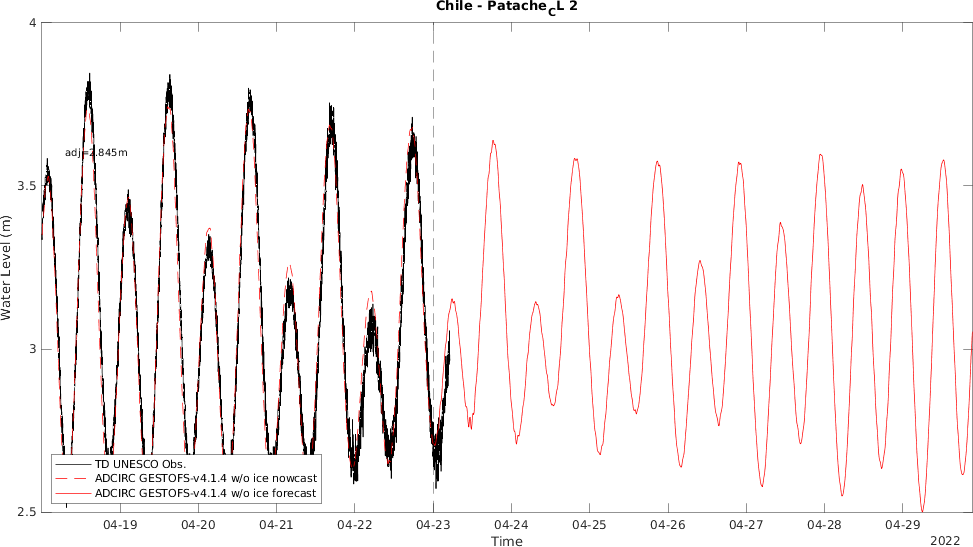 Chile - Patache_CL 2
4
3.5
3
2.5
Water Level (m)
adj=2.845m
TD UNESCO Obs.
ADCIRC GESTOFS-v4.1.4 w/o ice nowcast
ADCIRC GESTOFS-v4.1.4 w/o ice forecast
04-19 04-20 04-21 04-22 04-23 04-24 04-25 04-26 04-27 04-28 04-29
Time
2022